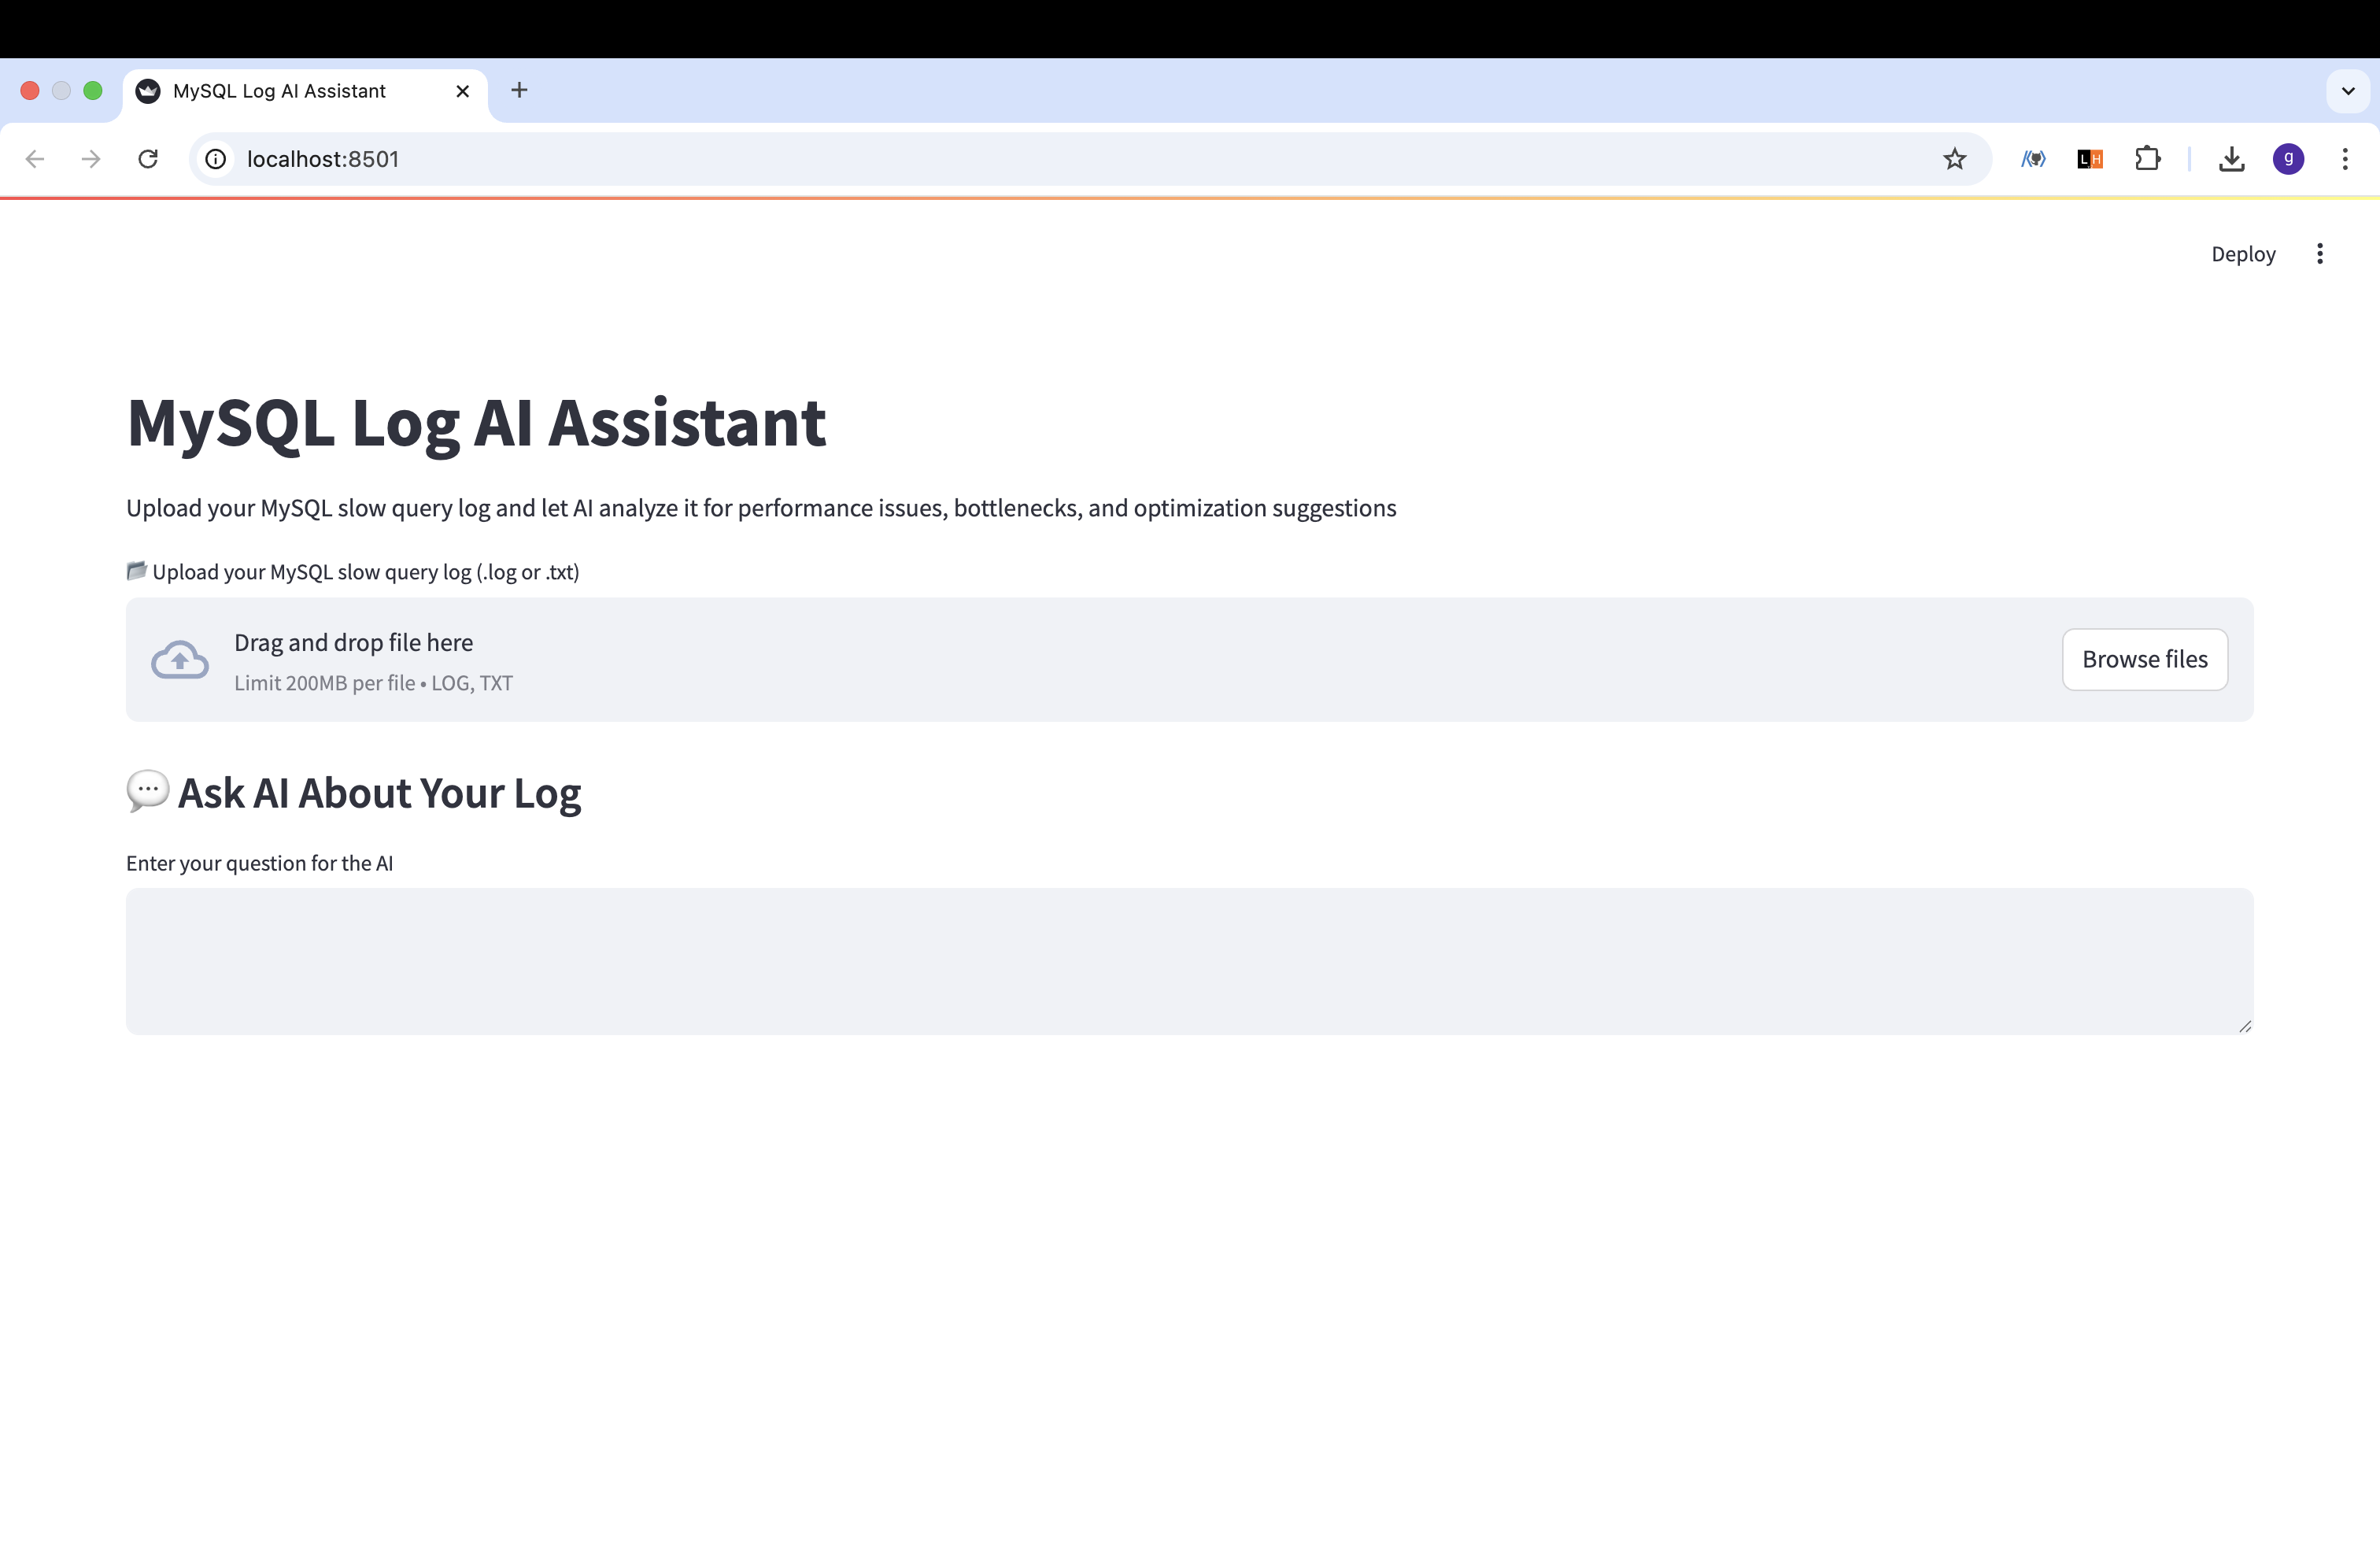 MySQL Log AI Assistant
localhost:8501
g
Deploy
MySQL Log AI Assistant
Upload your MySQL slow query log and let AI analyze it for performance issues, bottlenecks, and optimization suggestions
Upload your MySQL slow query log (.log or .txt)
Drag and drop file here
Limit 200MB per file • LOG, TXT
Browse files
Ask AI About Your Log
Enter your question for the AI